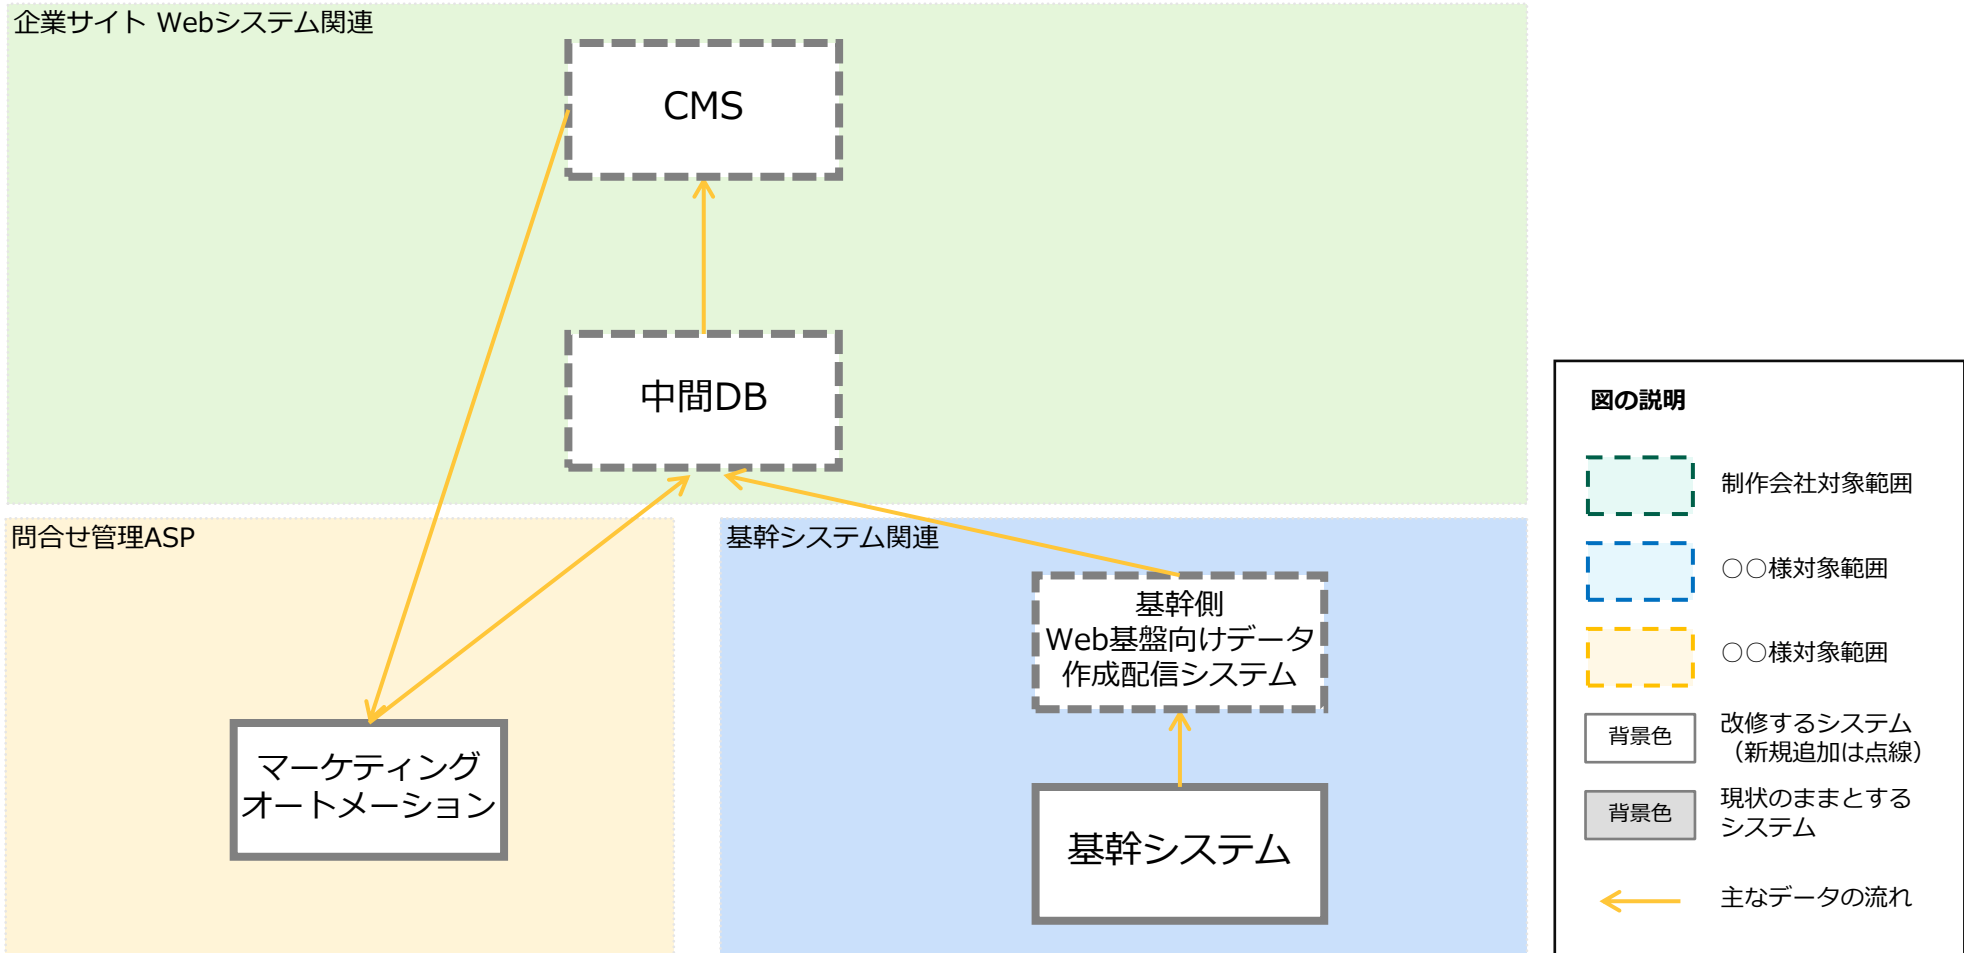 企業サイト Webシステム関連
CMS
中間DB
問合せ管理ASP
マーケティング
オートメーション
基幹システム関連
基幹側
Web基盤向けデータ
作成配信システム
基幹システム
図の説明
制作会社対象範囲
○○様対象範囲
○○様対象範囲
背景色
改修するシステム
（新規追加は点線）
背景色
現状のままとする
システム
主なデータの流れ